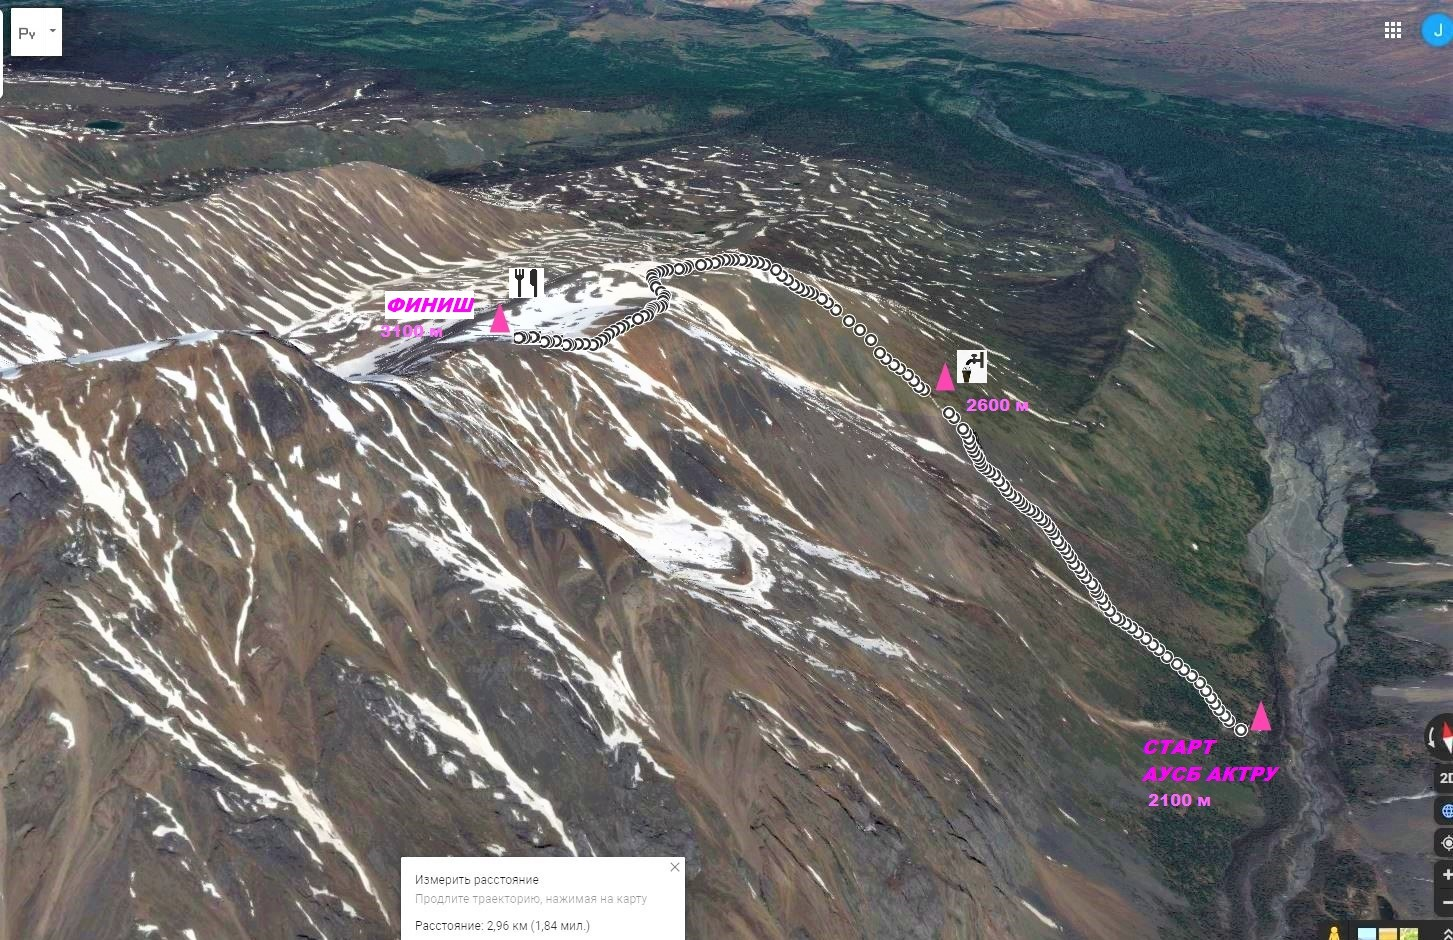 Ру
J
ФИНИШ
3100 м
2600 м
СТАРТ
АУСБ АКТРУ
2100 м
2D
Измерить расстояние
Продлите траекторию, нажимая на карту
Расстояние: 2,96 км (1,84 мил.)